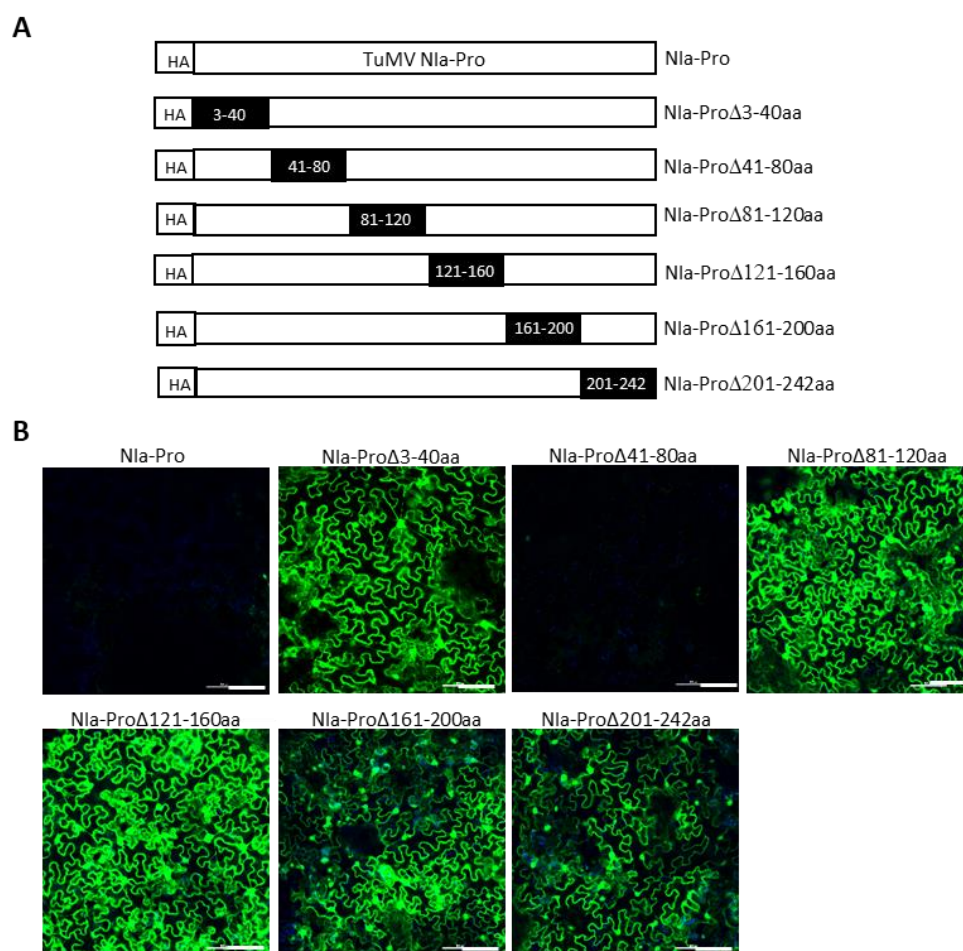 A
HA TuMV NIa-Pro NIa-Pro
HA 3-40 NIa-ProΔ3-40aa
HA 41-80 NIa-ProΔ41-80aa
HA 81-120 NIa-ProΔ81-120aa
HA 121-160 NIa-ProΔ121-160aa
HA 161-200 NIa-ProΔ161-200aa
HA 201-242 NIa-ProΔ201-242aa
B
NIa-Pro NIa-ProΔ3-40aa NIa-ProΔ41-80aa NIa-ProΔ81-120aa
NIa-ProΔ121-160aa NIa-ProΔ161-200aa NIa-ProΔ201-242aa